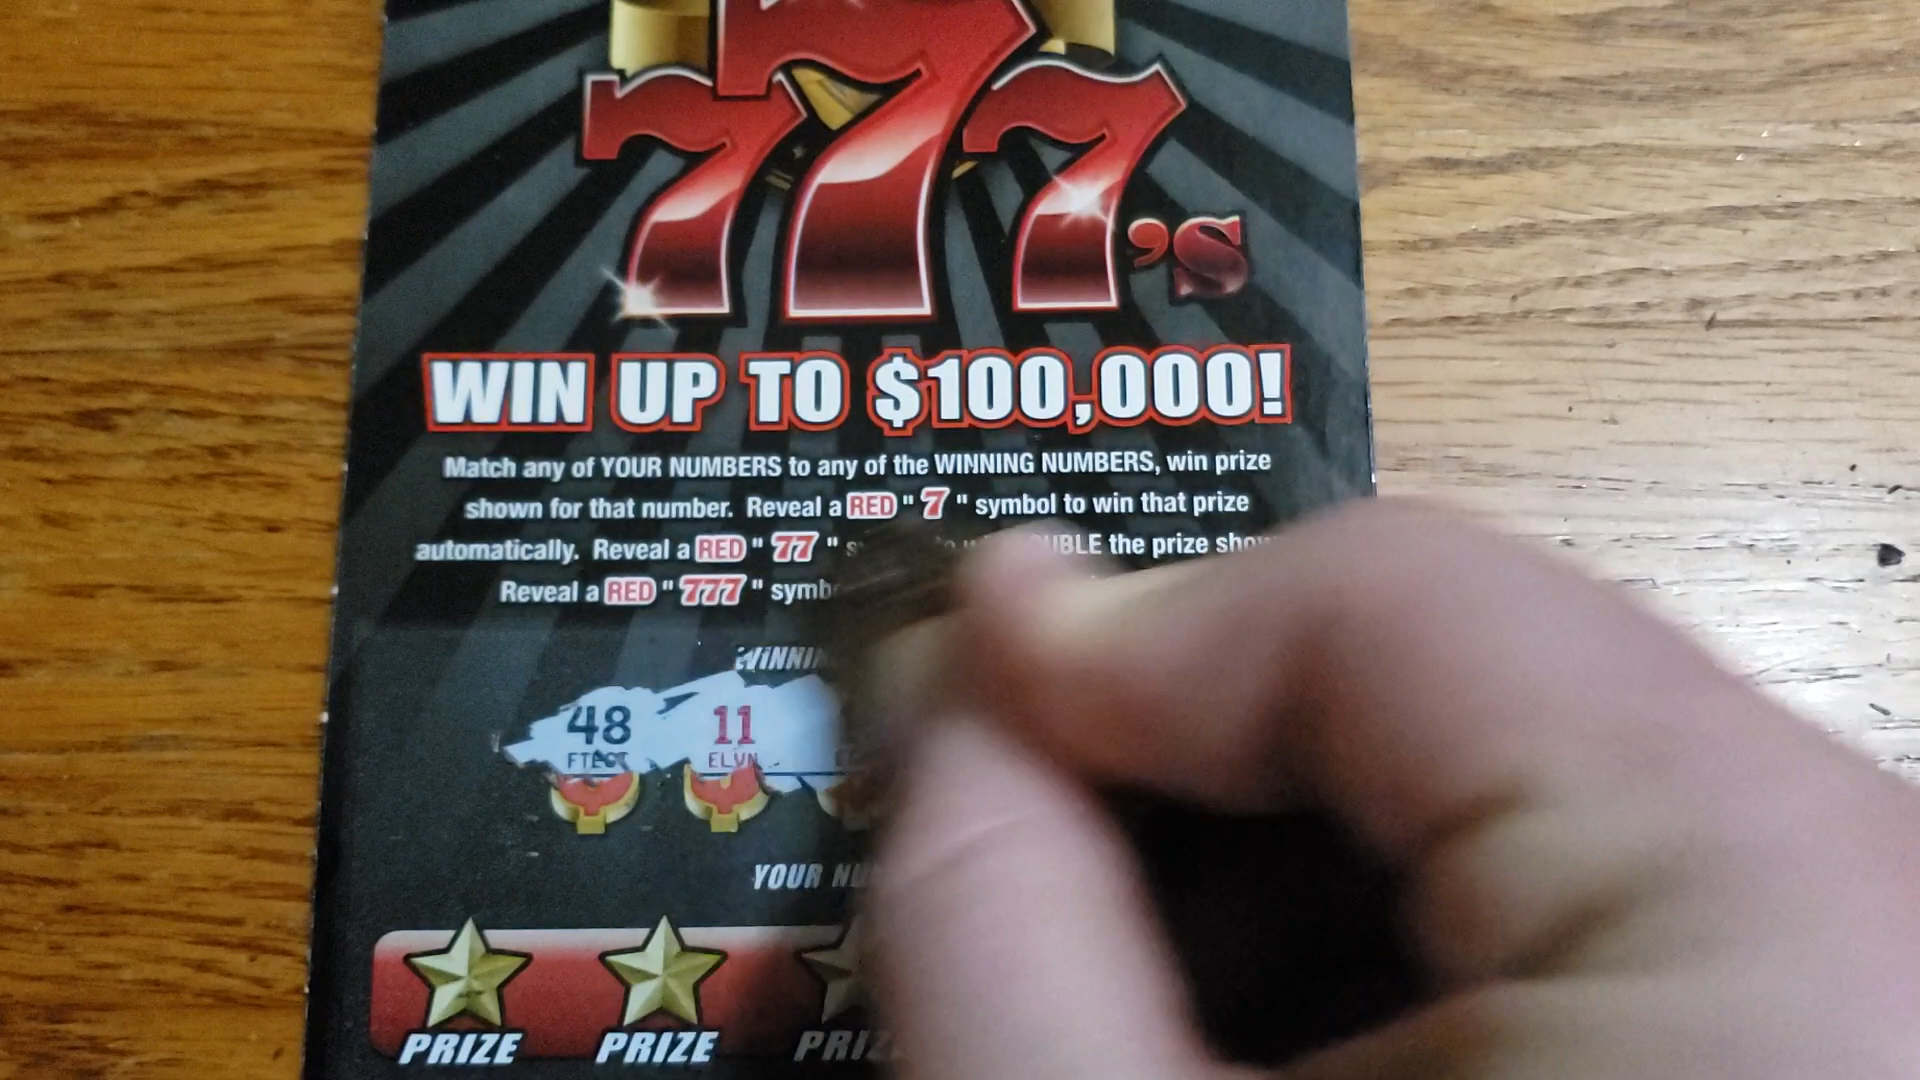 777's
WIN UP TO $100,000!
Match any of YOUR NUMBERS to any of the WINNING NUMBERS, win prize
shown for that number. Reveal a RED "7" symbol to win that prize
automatically. Reveal a RED "77" the prize
Reveal a RED "777"
48 11
ELVN
YOUR
PRIZE PRIZE